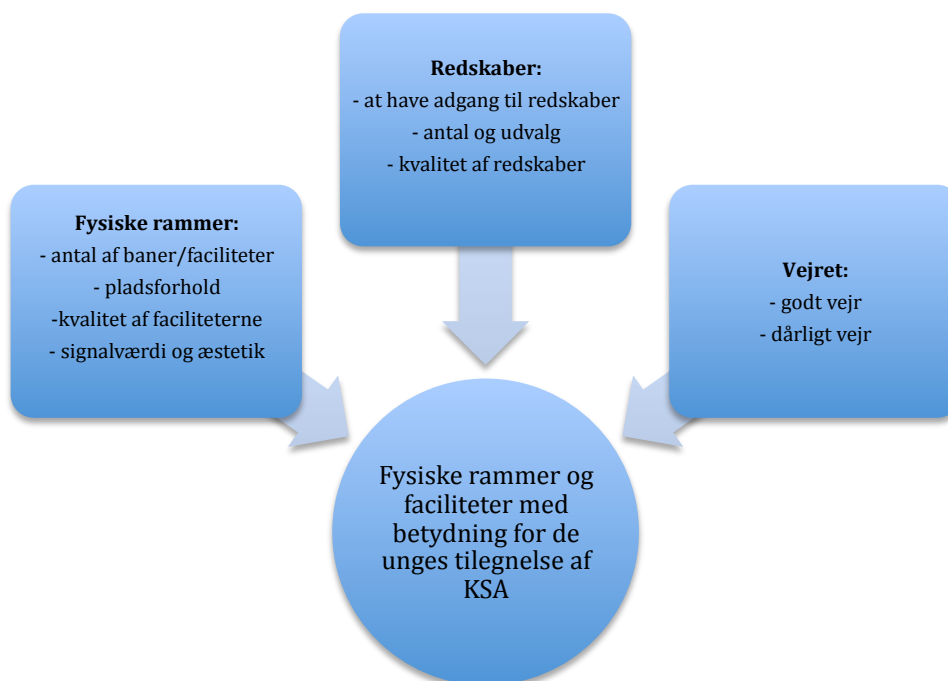 Redskaber:
- at have adgang til redskaber
- antal og udvalg
- kvalitet af redskaber
Fysiske rammer:
- antal af baner/faciliteter
- pladsforhold
-kvalitet af faciliteterne
- signalværdi og æstetik
Vejret:
- godt vejr
- dårligt vejr
Fysiske rammer og
faciliteter med
betydning for de
unges tilegnelse af
KSA